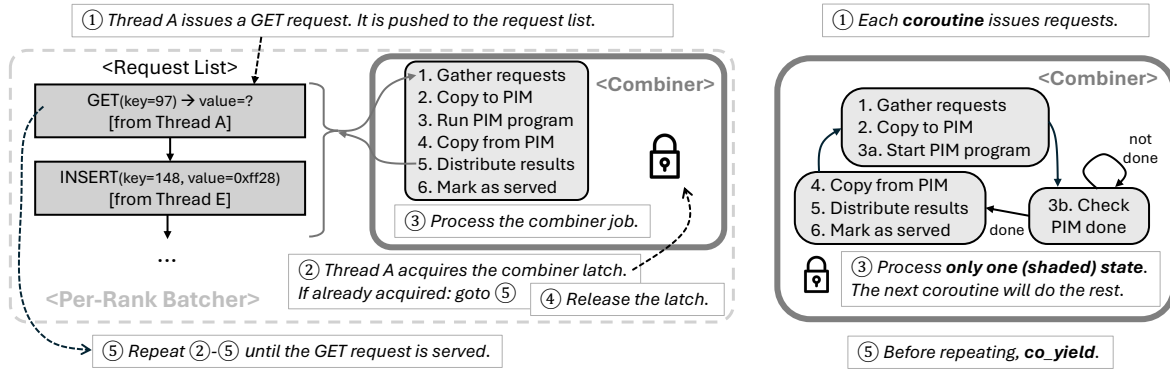 ① Thread A issues a GET request. It is pushed to the request list.
<Request List>
GET(key=97) → value=?
[from Thread A]
INSERT(key=148, value=0xff28)
[from Thread E]
...
<Per-Rank Batcher>
<Combiner>
1. Gather requests
2. Copy to PIM
3. Run PIM program
4. Copy from PIM
5. Distribute results
6. Mark as served
③ Process the combiner job.
② Thread A acquires the combiner latch.
If already acquired: goto ⑤
④ Release the latch.
⑤ Repeat ②-⑤ until the GET request is served.
① Each coroutine issues requests.
<Combiner>
1. Gather requests
2. Copy to PIM
3a. Start PIM program
not
done
4. Copy from PIM
5. Distribute results
6. Mark as served
done
3b. Check
PIM done
③ Process only one (shaded) state.
The next coroutine will do the rest.
⑤ Before repeating, co_yield.